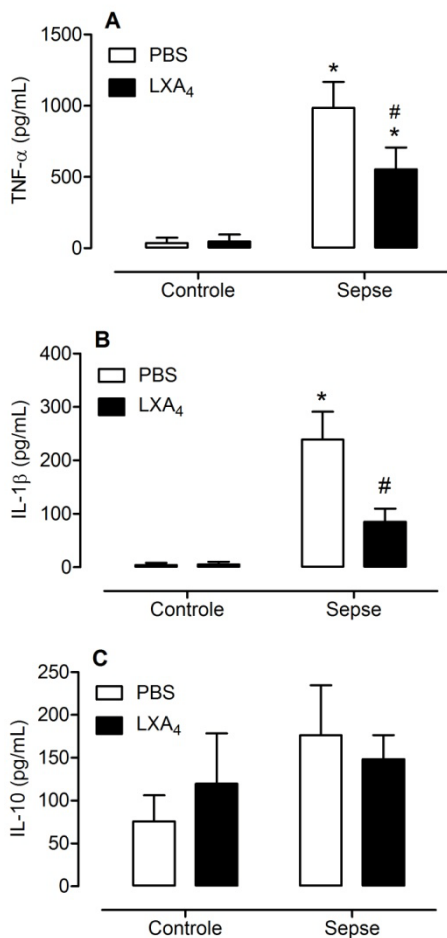 A
TNF-α (pg/mL)
1500
1000
500
0
PBS
LXA4
*
#
*
Controle
Sepse
B
IL-1β (pg/mL)
400
300
200
100
0
PBS
LXA4
*
#
Controle
Sepse
C
IL-10 (pg/mL)
250
200
150
100
50
0
PBS
LXA4
Controle
Sepse